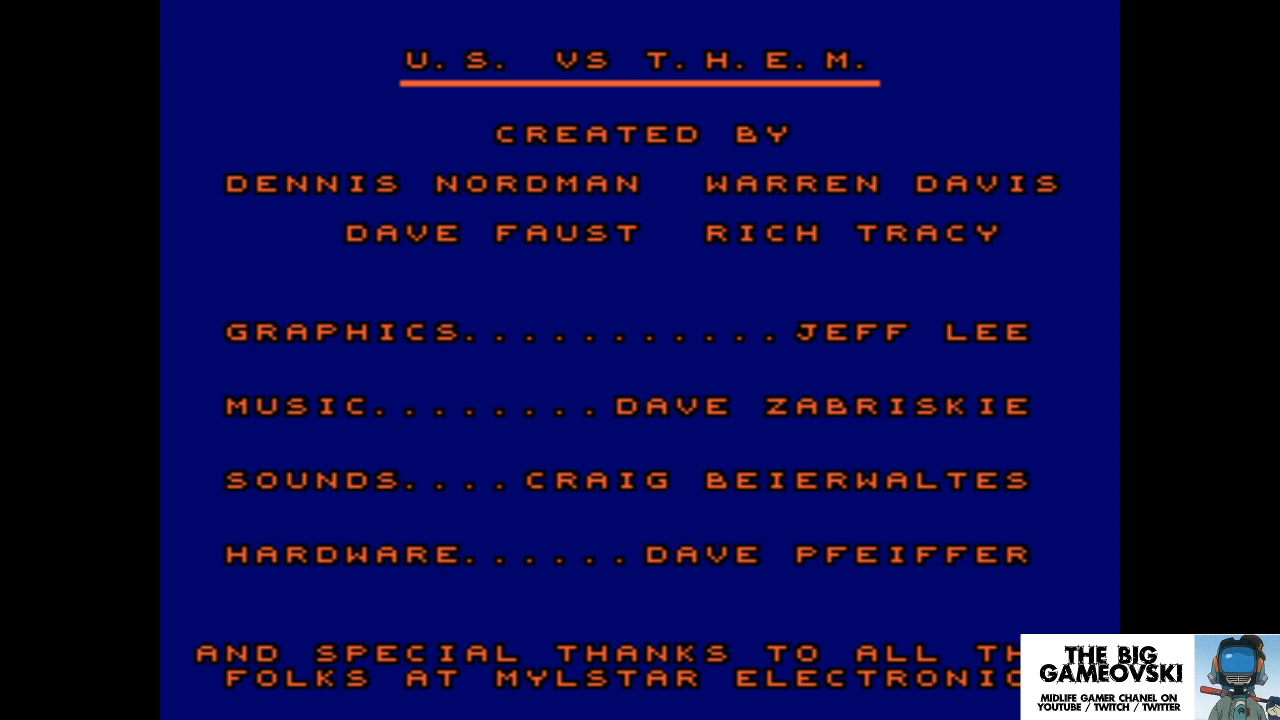 U.S. VS T.H.E.M.
CREATED BY
DENNIS NORDMAN WARREN DAVIS
DAVE FAUST RICH TRACY
GRAPHICS...........JEFF LEE
MUSIC........DAVE ZABRISKIE
SOUNDS....CRAIG BEIERWALTES
HARDWARE......DAVE PFEIFFER
AND SPECIAL THANKS TO ALL TH
FOLKS AT MYLSTAR ELECTRONIC
THE BIG
GAMEOVSKI
MIDLIFE GAMER CHANEL ON
YOUTUBE / TWITCH / TWITTER